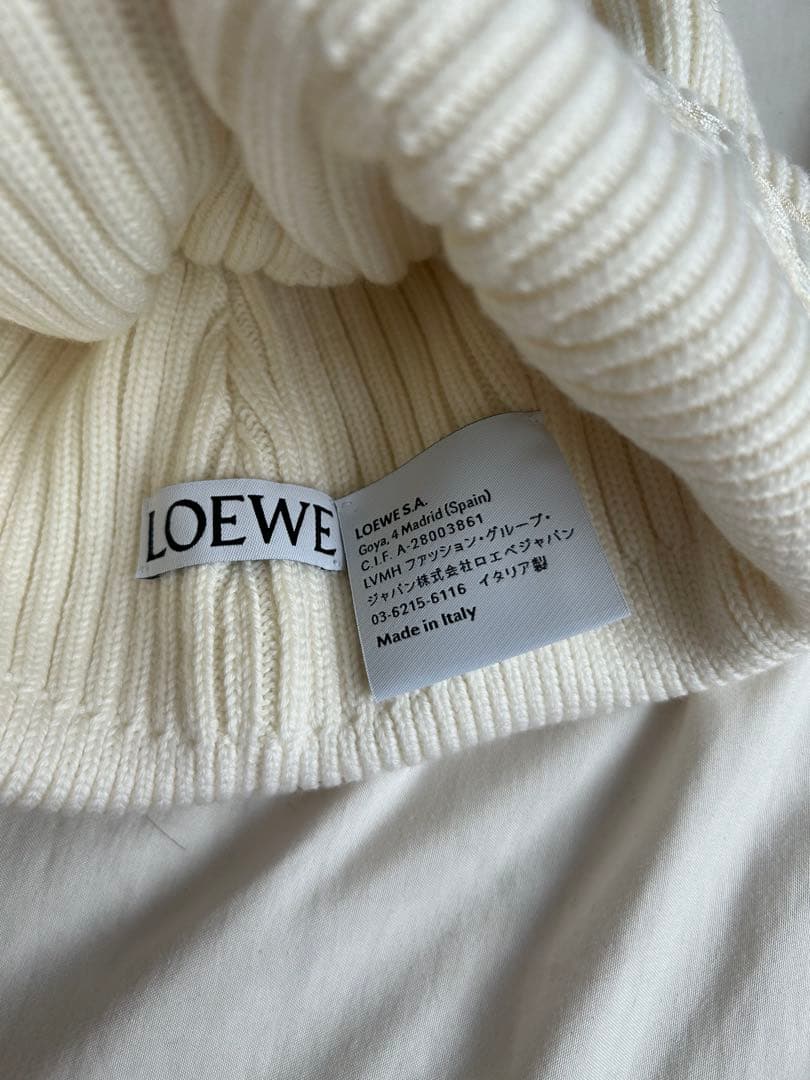 LOEWE
LOEWE S.A.
Goya, 4 Madrid (Spain)
C.I.F. A-28003861
LVMH ファッション・グループ・
ジャパン株式会社ロエベジャパン
03-6215-6116 イタリア製
Made in Italy